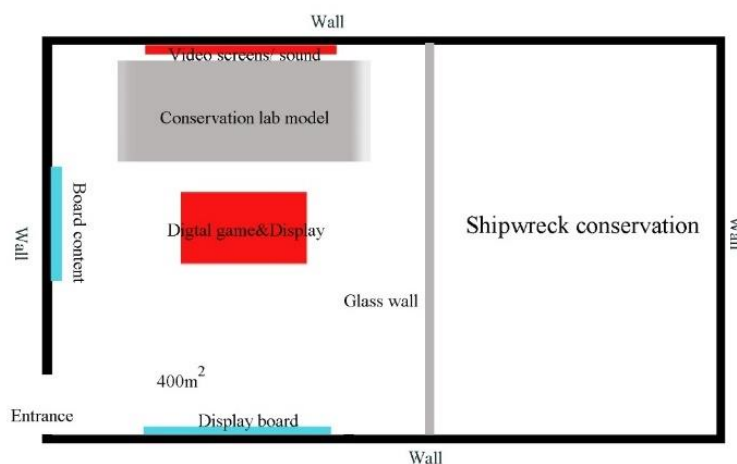 Wall
Video screens/ sound
Conservation lab model
Board content
Wall
Digtal game&Display
Shipwreck conservation
Wall
Glass wall
400m²
Entrance
Display board
Wall